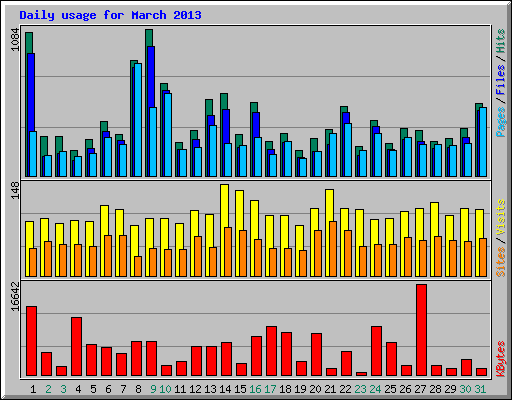 Daily usage for March 2013
1084
Pages / Files / Hits
148
Sites / Visits
16642
KBytes
1 2 3 4 5 6 7 8 9 10 11 12 13 14 15 16 17 18 19 20 21 22 23 24 25 26 27 28 29 30 31